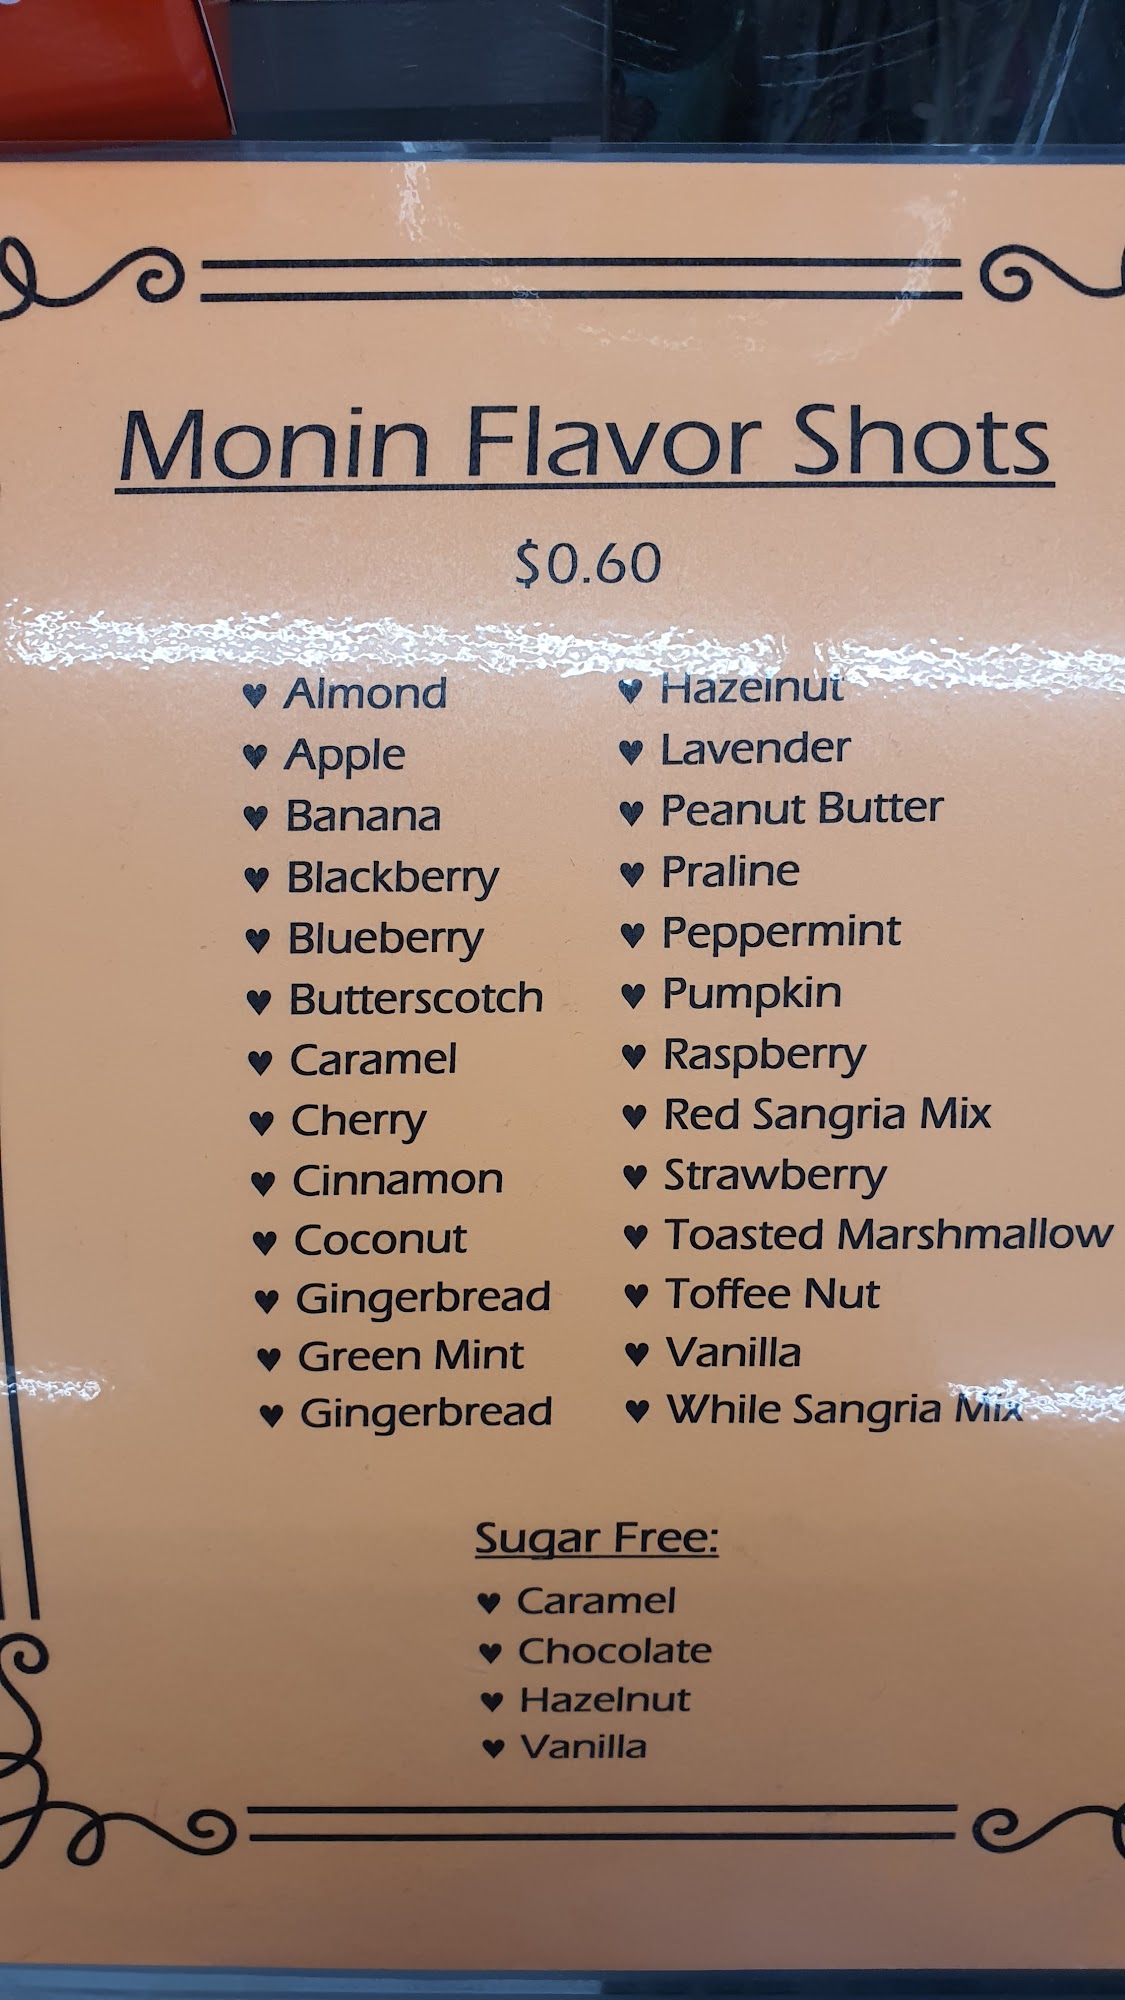 Monin Flavor Shots
$0.60
♥ Almond
♥ Apple
♥ Banana
♥ Blackberry
♥ Blueberry
♥ Butterscotch
♥ Caramel
♥ Cherry
♥ Cinnamon
♥ Coconut
♥ Gingerbread
♥ Green Mint
♥ Gingerbread
♥ Hazelnut
♥ Lavender
♥ Peanut Butter
♥ Praline
♥ Peppermint
♥ Pumpkin
♥ Raspberry
♥ Red Sangria Mix
♥ Strawberry
♥ Toasted Marshmallow
♥ Toffee Nut
♥ Vanilla
♥ While Sangria Mix
Sugar Free:
♥ Caramel
♥ Chocolate
♥ Hazelnut
♥ Vanilla